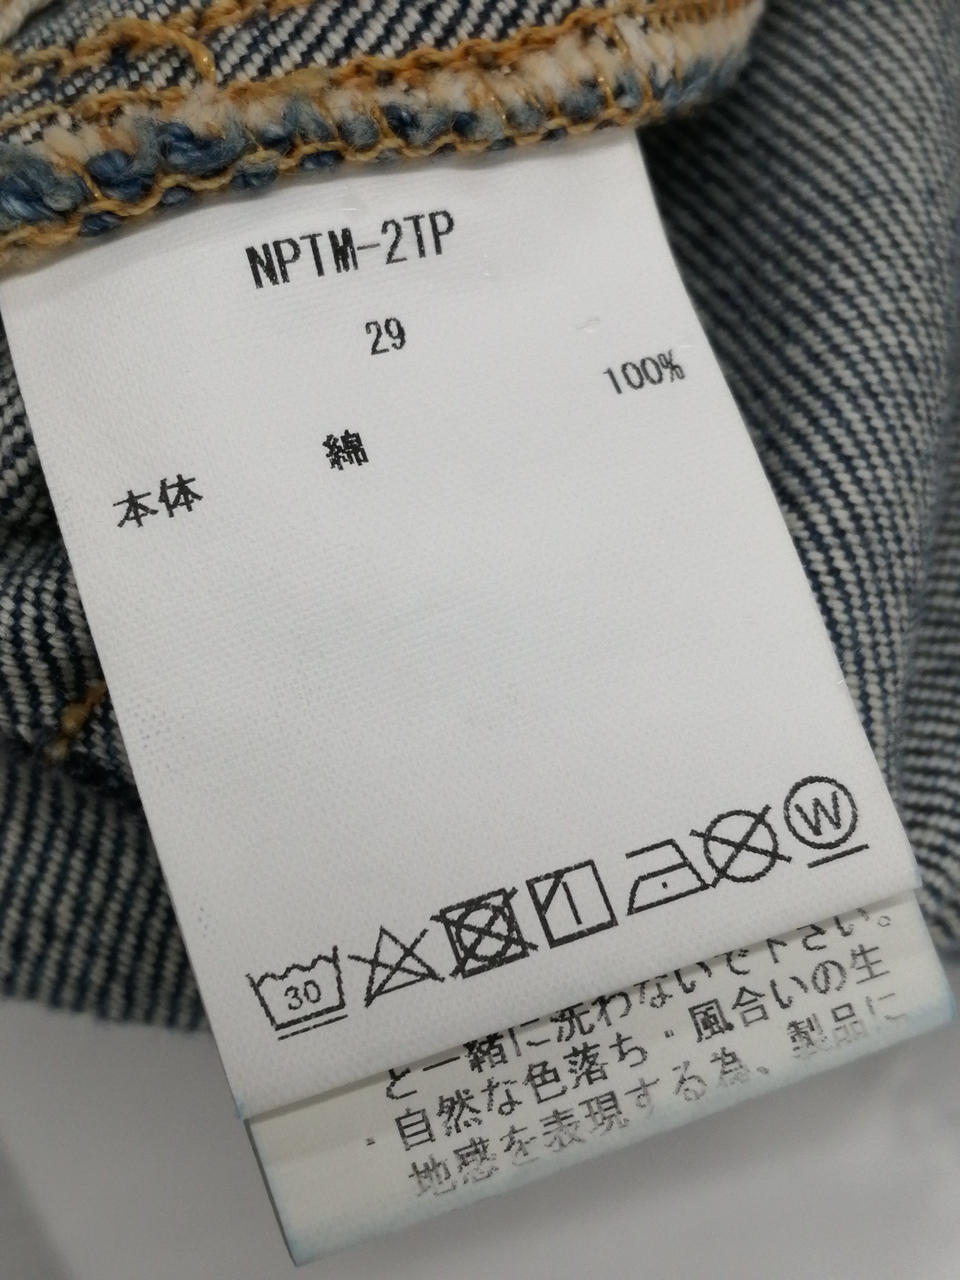 NPTM-2TP
29
本体 綿 100%
30
W
と一緒に洗わないで下さい。
・自然な色落ち・風合いの生
地感を表現する為、製品に